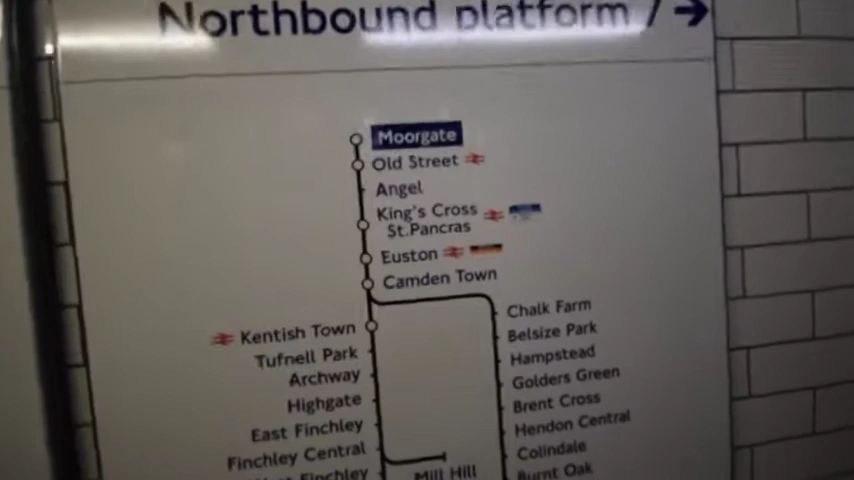 Northbound platform /
Moorgate
Old Street
Angel
King's Cross
St.Pancras
Euston
Camden Town
Chalk Farm
Kentish Town
Belsize Park
Tufnell Park
Hampstead
Archway
Golders Green
Highgate
Brent Cross
East Finchley
Hendon Central
Finchley Central
Colindale
Finchley
Mill Hill
Burnt Oak